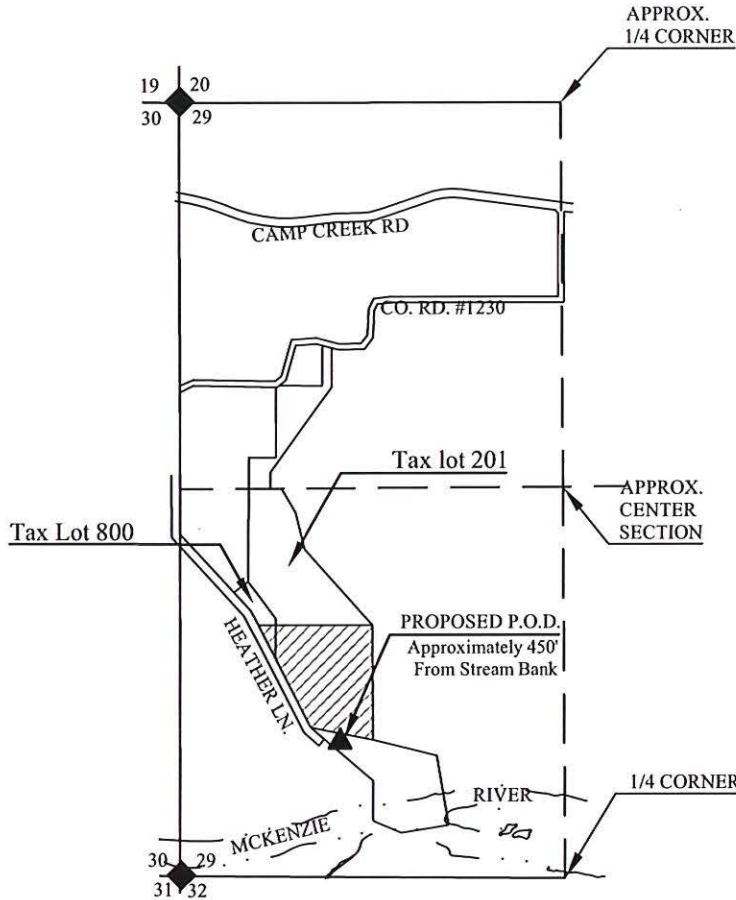 APPROX.
1/4 CORNER
19 20
30 29
CAMP CREEK RD
CO. RD. #1230
Tax lot 201
APPROX.
CENTER
SECTION
Tax Lot 800
PROPOSED P.O.D.
Approximately 450'
From Stream Bank
HEATHER LN.
1/4 CORNER
RIVER
MCKENZIE
30 29
31 32